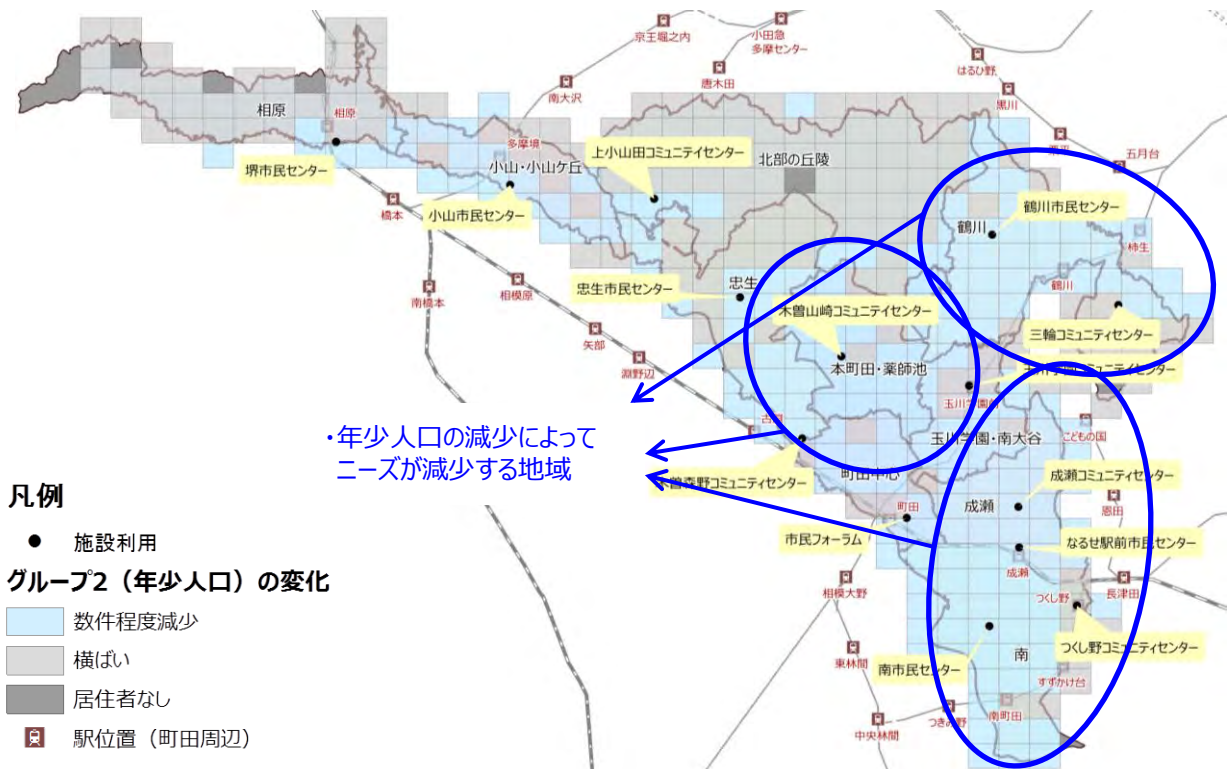 京王堀之内
小田急
多摩センター
唐木田
はるひ野
黒川
南大沢
五月台
相原
相原
多摩境
上小山田コミュニテイセンター
北部の丘陵
堺市民センター
小山・小山ケ丘
橋本
小山市民センター
鶴川市民センター
鶴川
柿生
鶴川
南橋本
相模原
忠生市民センター
忠生
木曽山崎コミュニテイセンター
三輪コミュニティセンター
矢部
淵野辺
本町田・薬師池
玉川学園前
古淵
・年少人口の減少によって
ニーズが減少する地域
玉川学園・南大谷
こどもの国
町田中心
木曽森野コミュニティセンター
成瀬コミュニティセンター
町田
成瀬
恩田
市民フォーラム
なるせ駅前市民センター
成瀬
相模大野
つくし野
長津田
東林間
南市民センター
南
つくし野コミュニティセンター
すずかけ台
つきみ野
南町田
中央林間
凡例
施設利用
グループ2（年少人口）の変化
数件程度減少
横ばい
居住者なし
駅位置（町田周辺）